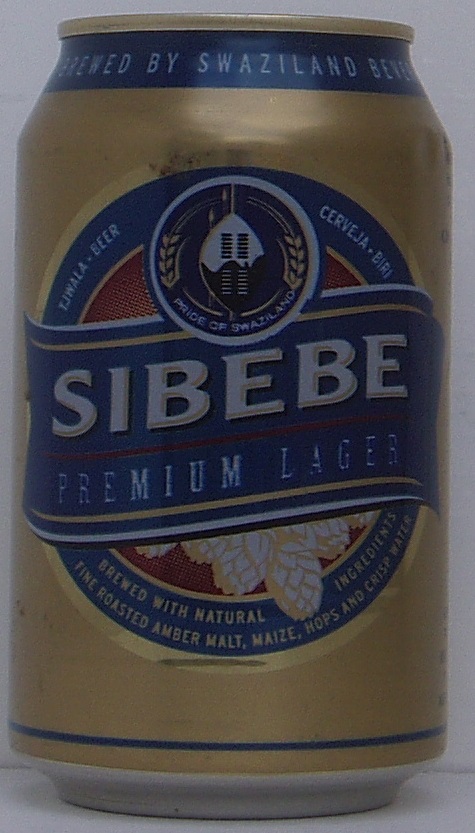 BREWED BY SWAZILAND
TJWALA • BEER
CERVEJA • BIRI
PRIDE OF SWAZILAND
SIBEBE
PREMIUM LAGER
BREWED WITH NATURAL INGREDIENTS
FINE ROASTED AMBER MALT, MAIZE, HOPS AND CRISP WATER